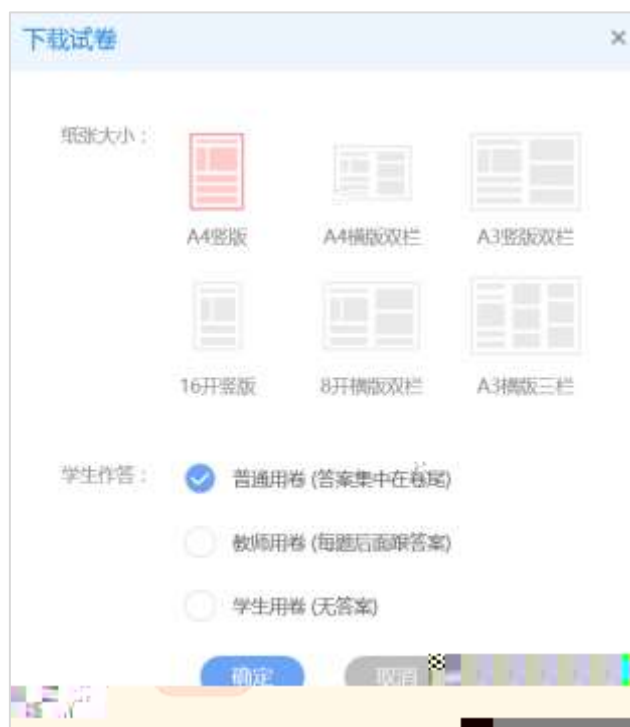 下载试卷
×
纸张大小：
A4竖版 A4横版双栏 A3竖版双栏
16开竖版 8开横版双栏 A3横版三栏
学生作答：
普通用卷 (答案集中在卷尾)
教师用卷 (每题后面跟答案)
学生用卷 (无答案)
确定 取消